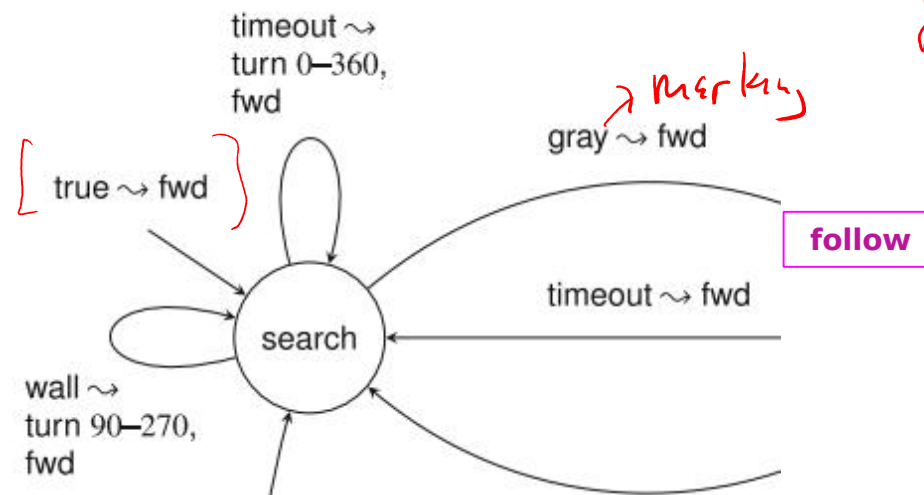 timeout ⤳
turn 0–360,
fwd
gray ⤳ fwd
[ true ⤳ fwd ]
follow
timeout ⤳ fwd
search
wall ⤳
turn 90–270,
fwd